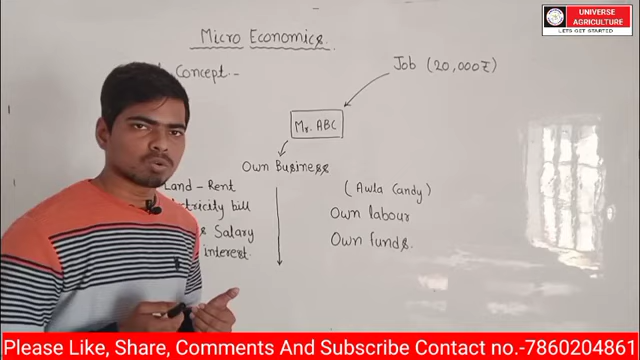 UNIVERSE
AGRICULTURE
LETS GET STARTED
Micro Economics
Concept -
Job (20,000₹)
Mr. ABC
Own Business
Land - Rent
(Awla Candy)
bill
Own labour
Salary
Own funds.
interest.
Please Like, Share, Comments And Subscribe Contact no.-7860204861